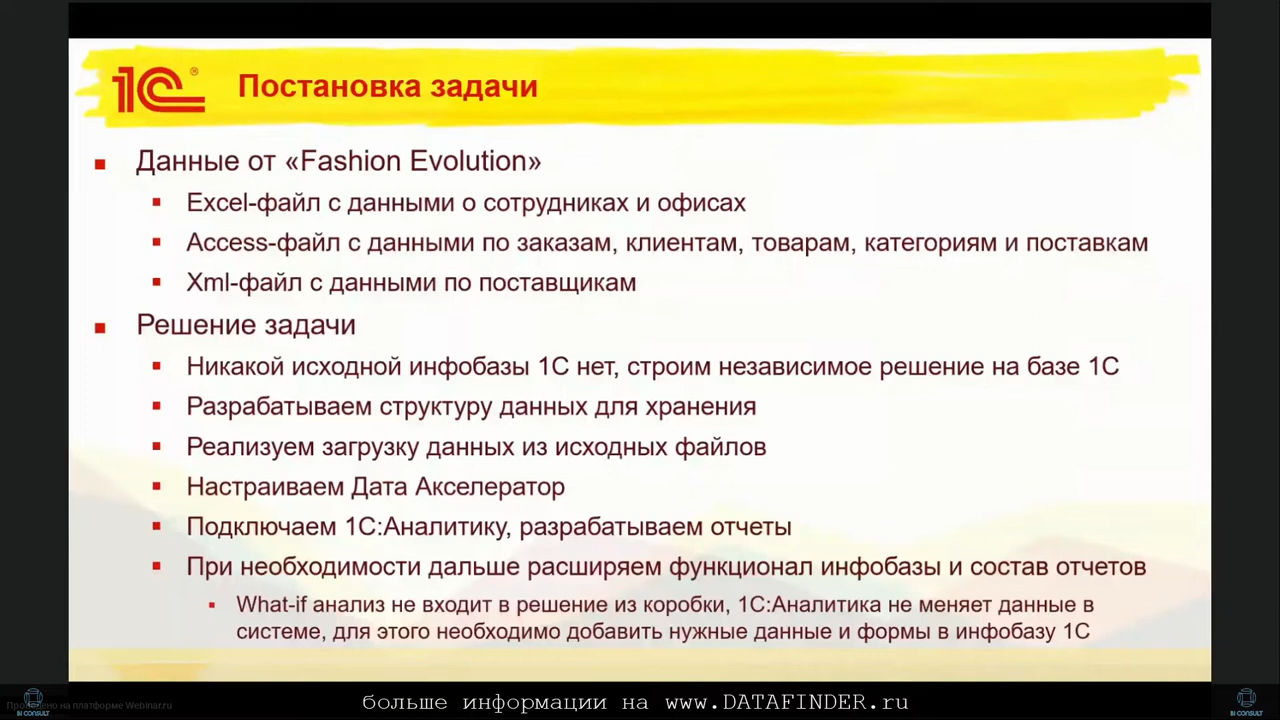 1С®
Постановка задачи
Данные от «Fashion Evolution»
Excel-файл с данными о сотрудниках и офисах
Access-файл с данными по заказам, клиентам, товарам, категориям и поставкам
Xml-файл с данными по поставщикам
Решение задачи
Никакой исходной инфобазы 1С нет, строим независимое решение на базе 1С
Разрабатываем структуру данных для хранения
Реализуем загрузку данных из исходных файлов
Настраиваем Дата Акселератор
Подключаем 1С:Аналитику, разрабатываем отчеты
При необходимости дальше расширяем функционал инфобазы и состав отчетов
What-if анализ не входит в решение из коробки, 1С:Аналитика не меняет данные в
системе, для этого необходимо добавить нужные данные и формы в инфобазу 1С
Проведено на платформе Webinar.ru
BI CONSULT
больше информации на www.DATAFINDER.ru
BI CONSULT